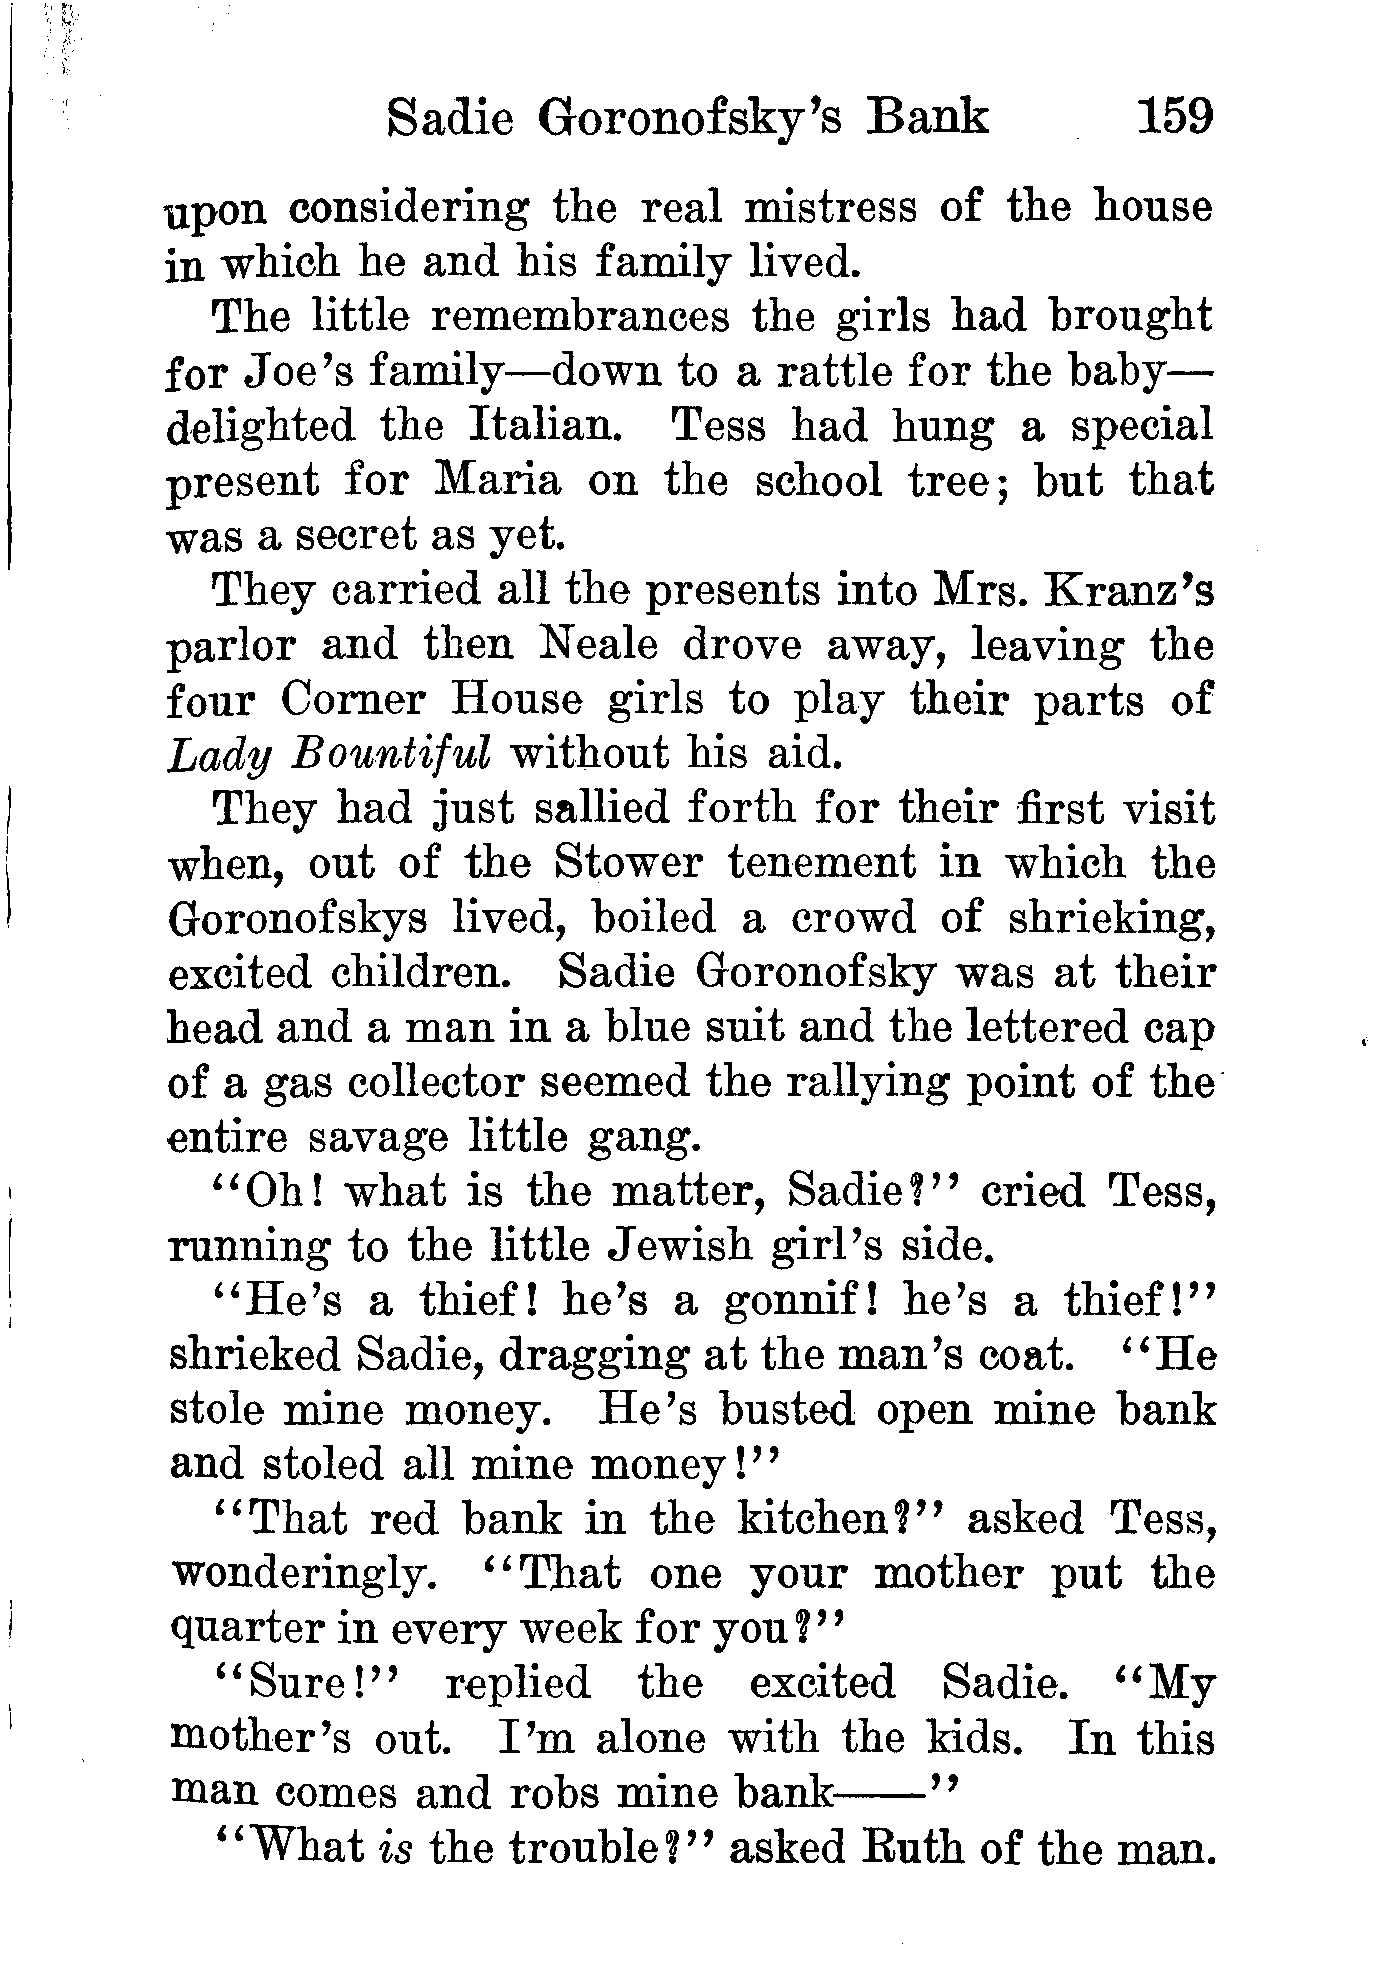 Sadie Goronofsky's Bank 159
upon considering the real mistress of the house
in which he and his family lived.
The little remembrances the girls had brought
for Joe's family—down to a rattle for the baby—
delighted the Italian. Tess had hung a special
present for Maria on the school tree; but that
was a secret as yet.
They carried all the presents into Mrs. Kranz's
parlor and then Neale drove away, leaving the
four Corner House girls to play their parts of
Lady Bountiful without his aid.
They had just sallied forth for their first visit
when, out of the Stower tenement in which the
Goronofskys lived, boiled a crowd of shrieking,
excited children. Sadie Goronofsky was at their
head and a man in a blue suit and the lettered cap
of a gas collector seemed the rallying point of the
entire savage little gang.
"Oh! what is the matter, Sadie?" cried Tess,
running to the little Jewish girl's side.
"He's a thief! he's a gonnif! he's a thief!"
shrieked Sadie, dragging at the man's coat. "He
stole mine money. He's busted open mine bank
and stoled all mine money!"
"That red bank in the kitchen?" asked Tess,
wonderingly. "That one your mother put the
quarter in every week for you?"
"Sure!" replied the excited Sadie. "My
mother's out. I'm alone with the kids. In this
man comes and robs mine bank——"
"What is the trouble?" asked Ruth of the man.